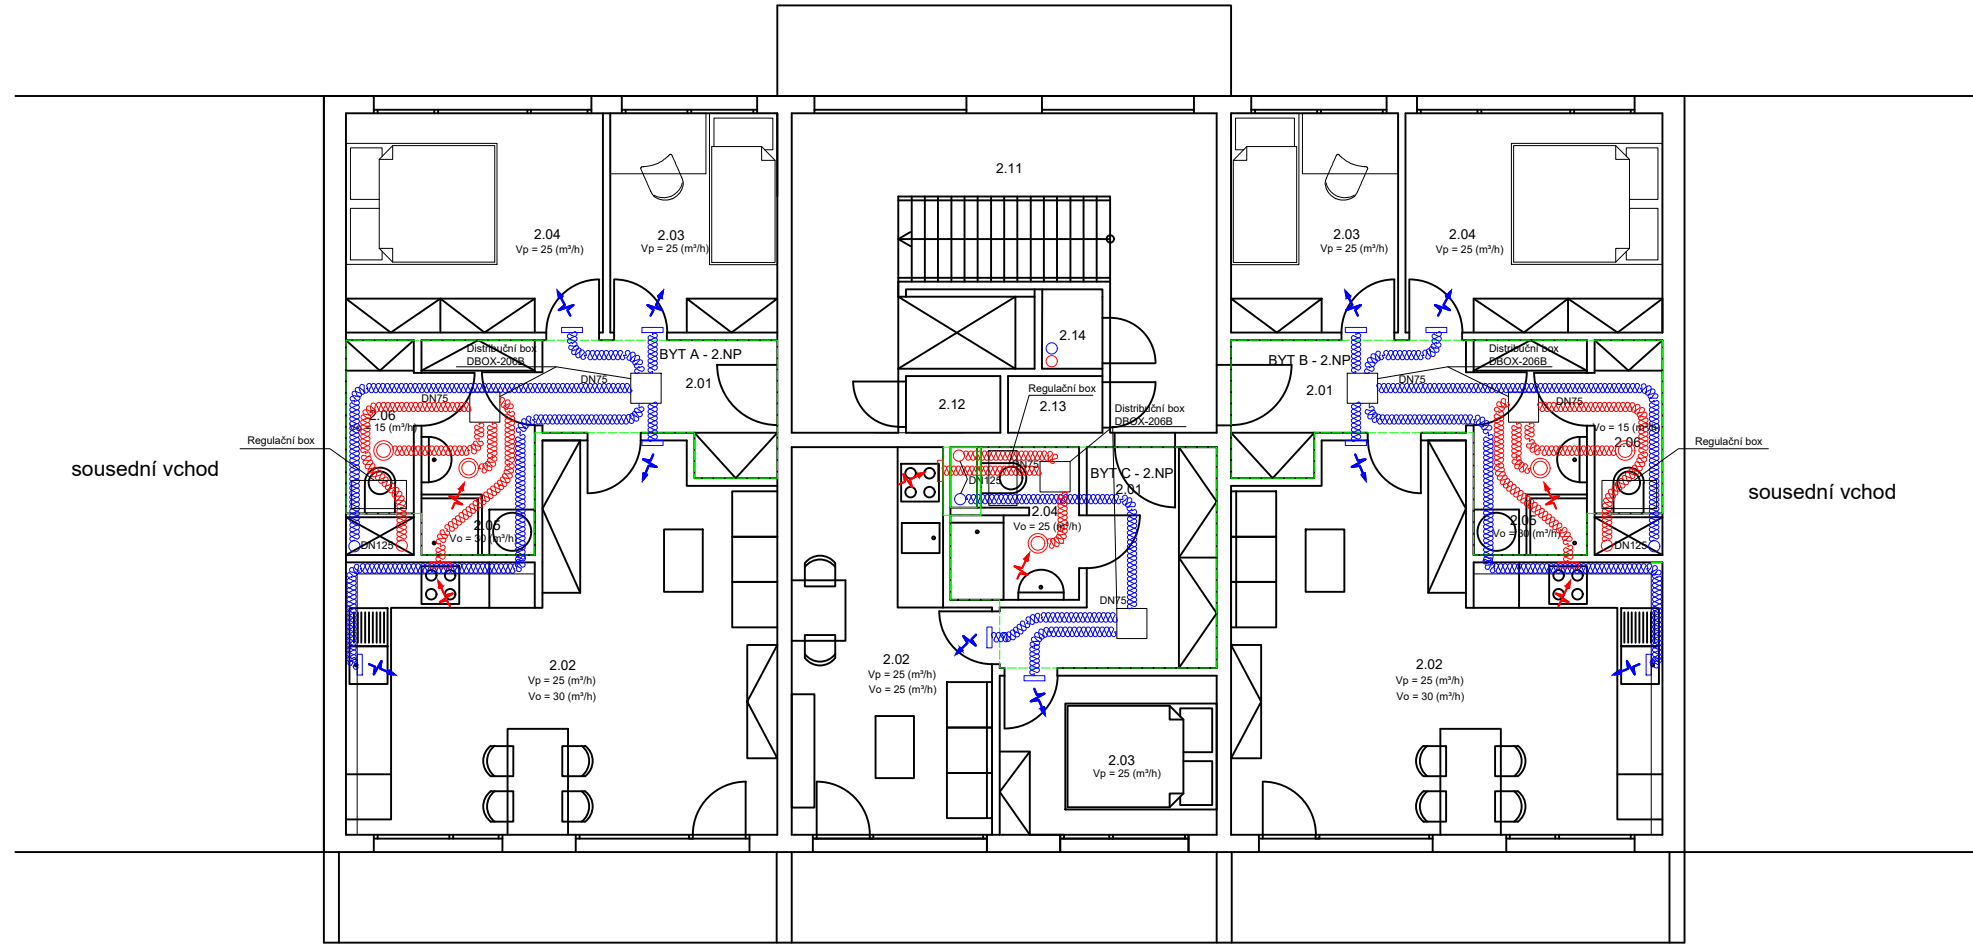 2.11
2.04
Vp = 25 (m³/h)
2.03
Vp = 25 (m³/h)
2.03
Vp = 25 (m³/h)
2.04
Vp = 25 (m³/h)
2.14
Distribuční box
DBOX-206B
BYT A - 2.NP
DN75
2.01
DN75
2.06
Vo = 15 (m³/h)
Regulační box
sousední vchod
2.05
Vo = 30 (m³/h)
DN125
2.02
Vp = 25 (m³/h)
Vo = 30 (m³/h)
2.12
Regulační box
2.13
Distribuční box
DBOX-206B
DN75
BYT C - 2.NP
2.01
DN125
2.04
Vo = 25 (m³/h)
DN75
2.02
Vp = 25 (m³/h)
Vo = 25 (m³/h)
2.03
Vp = 25 (m³/h)
BYT B - 2.NP
Distribuční box
DBOX-206B
2.01
DN75
DN75
Vo = 15 (m³/h)
2.06
Regulační box
sousední vchod
2.05
Vo = 30 (m³/h)
DN125
2.02
Vp = 25 (m³/h)
Vo = 30 (m³/h)